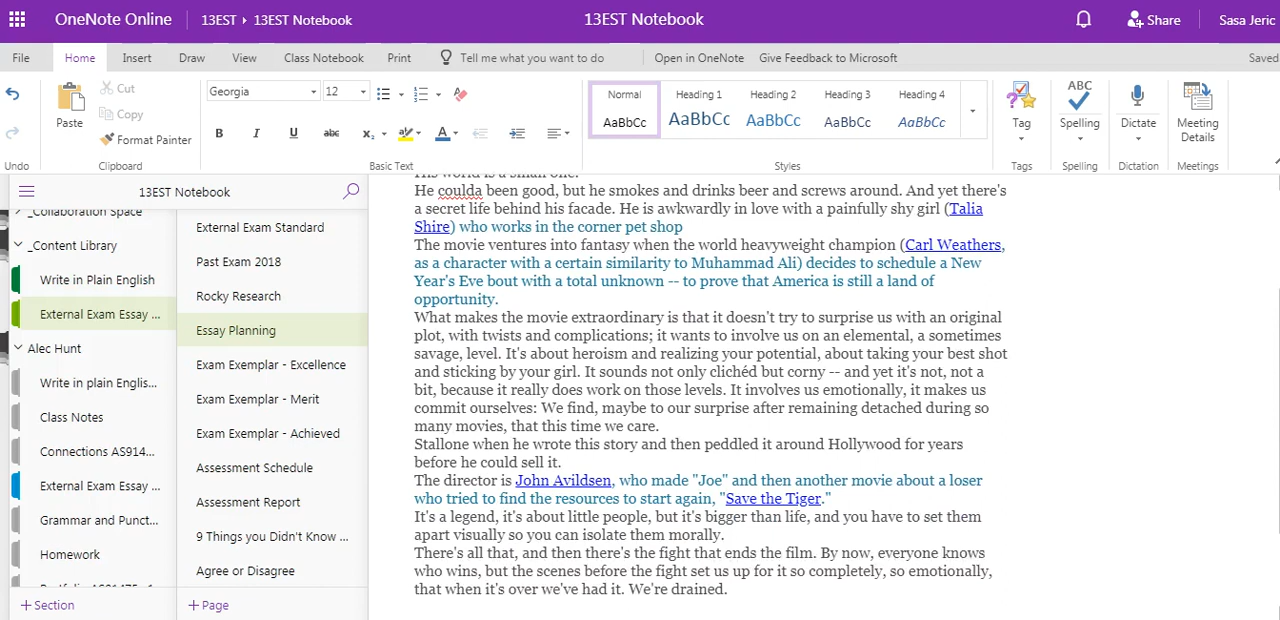 OneNote Online 13EST ▸ 13EST Notebook 13EST Notebook Share Sasa Jeric
File Home Insert Draw View Class Notebook Print Tell me what you want to do Open in OneNote Give Feedback to Microsoft Saved
Paste
Cut
Copy
Format Painter
Georgia 12
B I U abc x₂ A
Normal Heading 1 Heading 2 Heading 3 Heading 4
AaBbCc AaBbCc AaBbCc AaBbCc AaBbCc
Tag
ABC
Spelling
Dictate
Meeting
Details
Undo Clipboard Basic Text Styles Tags Spelling Dictation Meetings
13EST Notebook
_Collaboration Space
_Content Library
Write in Plain English
External Exam Essay ...
Alec Hunt
Write in plain Englis...
Class Notes
Connections AS914...
External Exam Essay ...
Grammar and Punct...
Homework
+ Section
External Exam Standard
Past Exam 2018
Rocky Research
Essay Planning
Exam Exemplar - Excellence
Exam Exemplar - Merit
Exam Exemplar - Achieved
Assessment Schedule
Assessment Report
9 Things you Didn't Know ...
Agree or Disagree
+ Page
His world is a small one.
He coulda been good, but he smokes and drinks beer and screws around. And yet there's
a secret life behind his facade. He is awkwardly in love with a painfully shy girl (Talia
Shire) who works in the corner pet shop
The movie ventures into fantasy when the world heavyweight champion (Carl Weathers,
as a character with a certain similarity to Muhammad Ali) decides to schedule a New
Year's Eve bout with a total unknown -- to prove that America is still a land of
opportunity.
What makes the movie extraordinary is that it doesn't try to surprise us with an original
plot, with twists and complications; it wants to involve us on an elemental, a sometimes
savage, level. It's about heroism and realizing your potential, about taking your best shot
and sticking by your girl. It sounds not only clichéd but corny -- and yet it's not, not a
bit, because it really does work on those levels. It involves us emotionally, it makes us
commit ourselves: We find, maybe to our surprise after remaining detached during so
many movies, that this time we care.
Stallone when he wrote this story and then peddled it around Hollywood for years
before he could sell it.
The director is John Avildsen, who made "Joe" and then another movie about a loser
who tried to find the resources to start again, "Save the Tiger."
It's a legend, it's about little people, but it's bigger than life, and you have to set them
apart visually so you can isolate them morally.
There's all that, and then there's the fight that ends the film. By now, everyone knows
who wins, but the scenes before the fight set us up for it so completely, so emotionally,
that when it's over we've had it. We're drained.